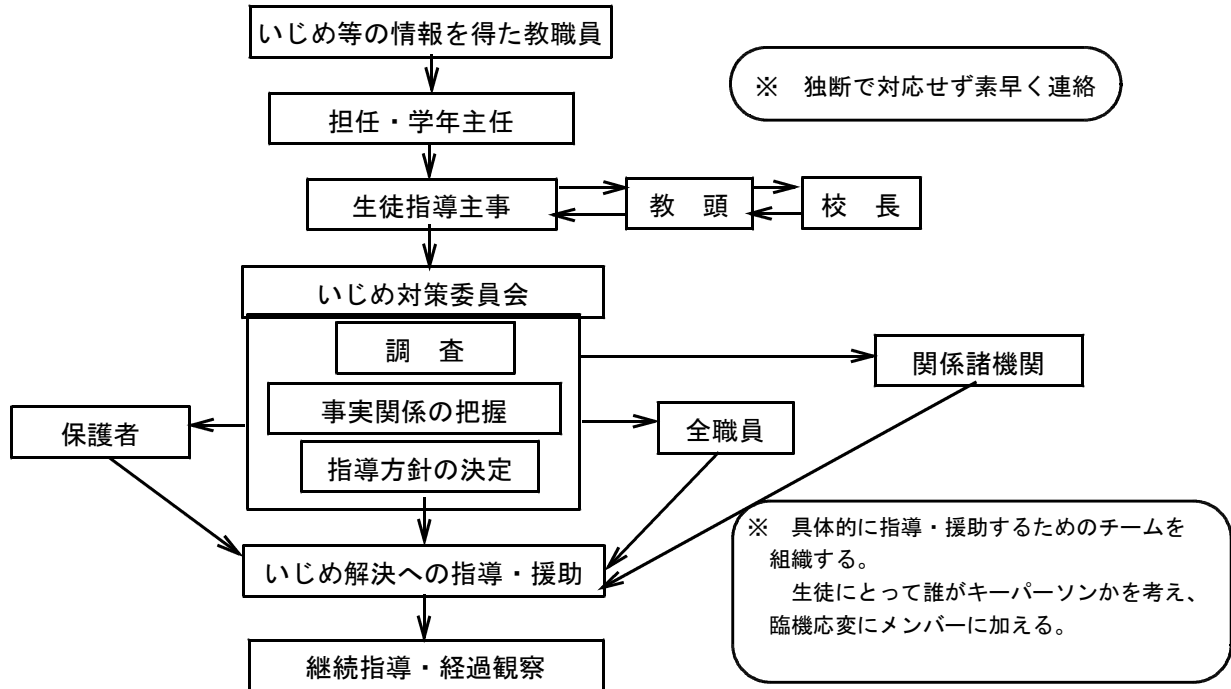 いじめ等の情報を得た教職員
※　独断で対応せず素早く連絡
担任・学年主任
生徒指導主事
教　頭
校　長
いじめ対策委員会
調　査
関係諸機関
事実関係の把握
保護者
全職員
指導方針の決定
※　具体的に指導・援助するためのチームを
組織する。
生徒にとって誰がキーパーソンかを考え、
臨機応変にメンバーに加える。
いじめ解決への指導・援助
継続指導・経過観察